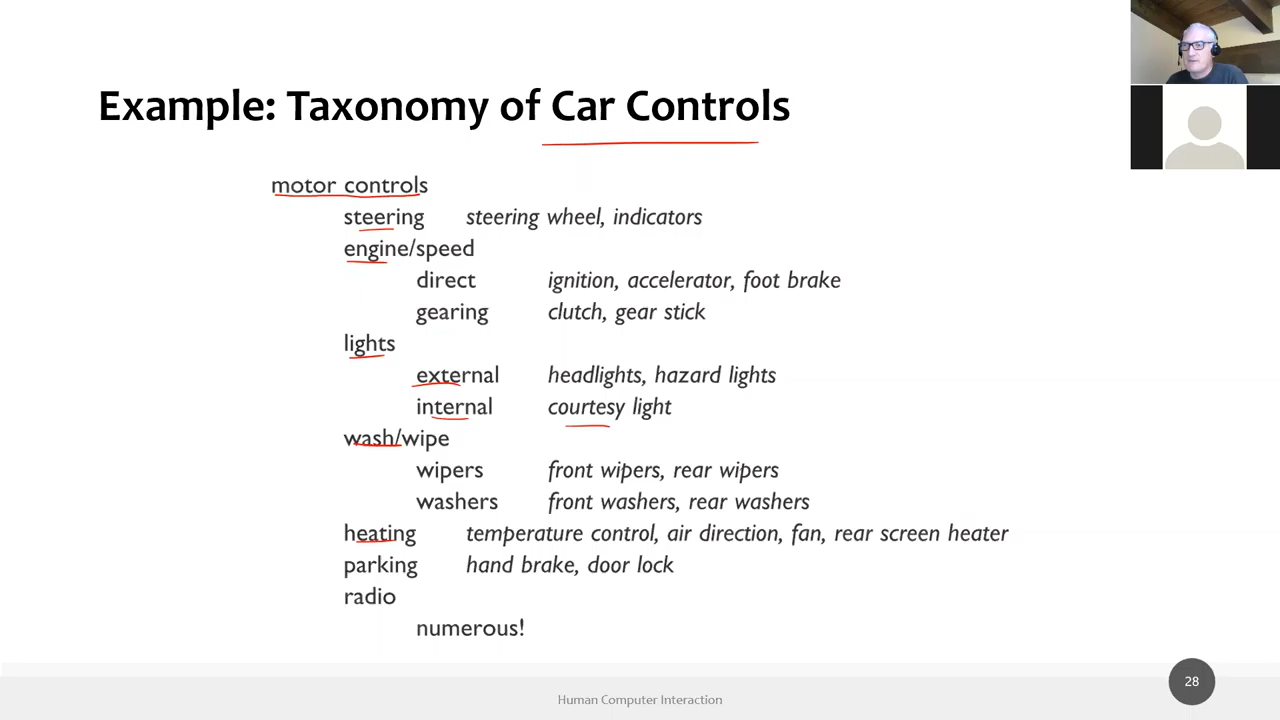 Example: Taxonomy of Car Controls
motor controls
steering steering wheel, indicators
engine/speed
direct ignition, accelerator, foot brake
gearing clutch, gear stick
lights
external headlights, hazard lights
internal courtesy light
wash/wipe
wipers front wipers, rear wipers
washers front washers, rear washers
heating temperature control, air direction, fan, rear screen heater
parking hand brake, door lock
radio
numerous!
Human Computer Interaction
28